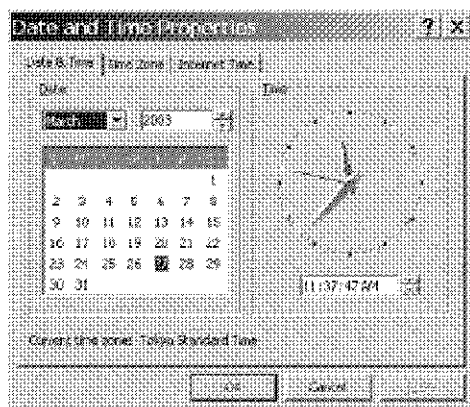 Date and Time Properties
Date & Time Time Zone Internet Time
Date Time
March 2003
1
2 3 4 5 6 7 8
9 10 11 12 13 14 15
16 17 18 19 20 21 22
23 24 25 26 27 28 29
30 31
11:37:47 AM
Current time zone: Tokyo Standard Time
OK Cancel